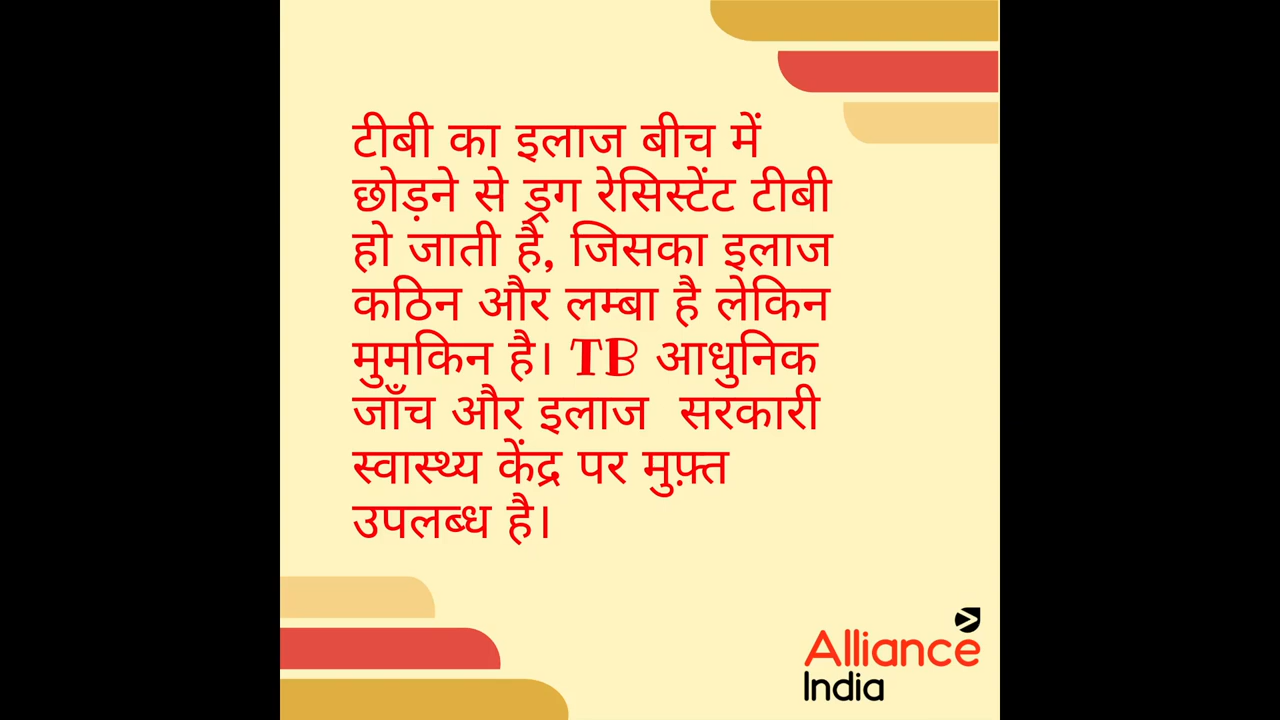 टीबी का इलाज बीच में
छोड़ने से ड्रग रेसिस्टेंट टीबी
हो जाती है, जिसका इलाज
कठिन और लम्बा है लेकिन
मुमकिन है। TB आधुनिक
जाँच और इलाज  सरकारी
स्वास्थ्य केंद्र पर मुफ़्त
उपलब्ध है।
Alliance
India